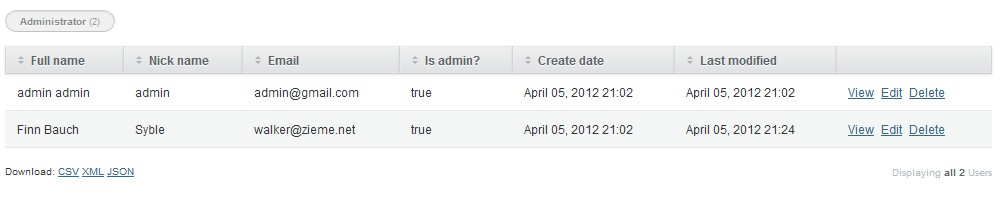 Administrator (2)
Full name Nick name Email Is admin? Create date Last modified
admin admin admin admin@gmail.com true April 05, 2012 21:02 April 05, 2012 21:02 View Edit Delete
Finn Bauch Syble walker@zieme.net true April 05, 2012 21:02 April 05, 2012 21:24 View Edit Delete
Download: CSV XML JSON Displaying all 2 Users